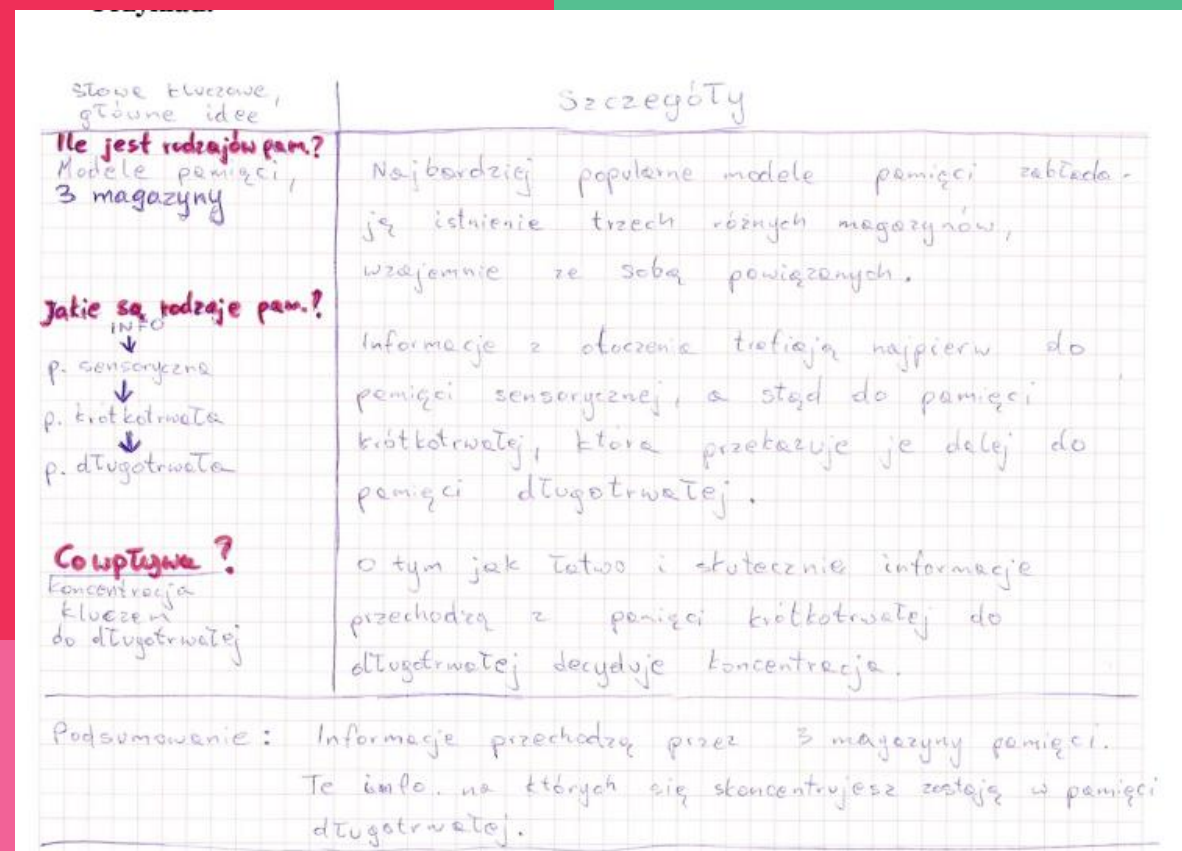 słowe kluczowe,
główne idee
Szczegóły
Ile jest rodzajów pam.?
Modele pamięci,
3 magazyny
Najbardziej popularne modele pamięci zakłada-
ją istnienie trzech różnych magazynów,
wzajemnie ze sobą powiązanych.
Jakie są rodzaje pam.?
INFO
p. sensoryczna
p. krótkotrwała
p. długotrwała
Informacje z otoczenia trafiają najpierw do
pamięci sensorycznej, a stąd do pamięci
krótkotrwałej, która przekazuje je dalej do
pamięci długotrwałej.
Co wpływa?
koncentracja
kluczem
do długotrwałej
O tym jak łatwo i skutecznie informacje
przechodzą z pamięci krótkotrwałej do
długotrwałej decyduje koncentracja.
Podsumowanie: Informacje przechodzą przez 3 magazyny pamięci.
Te info. na których się skoncentrujesz zostają w pamięci
długotrwałej.